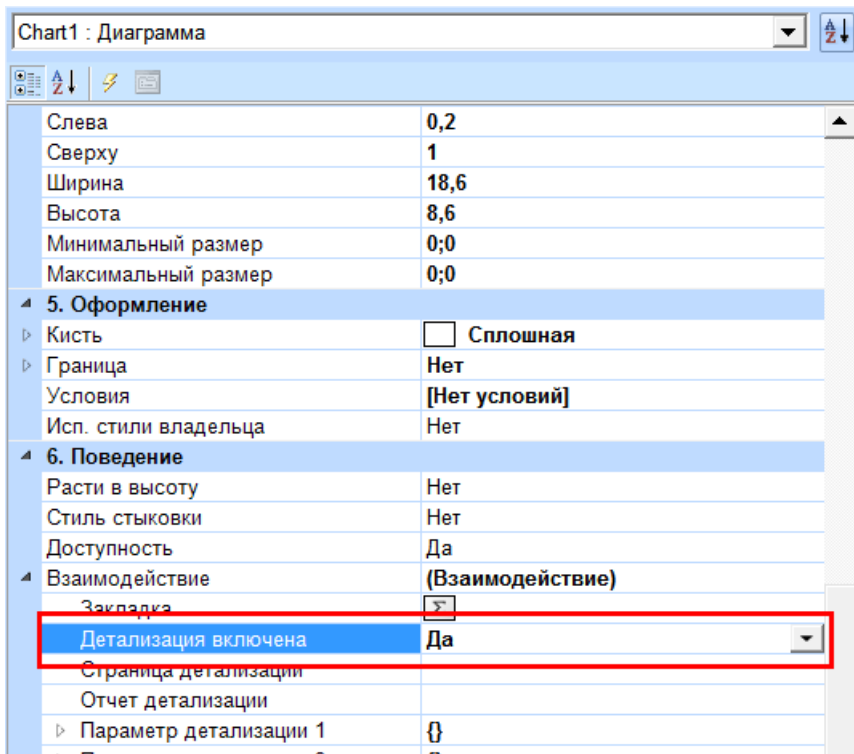 Chart1 : Диаграмма
Слева 0,2
Сверху 1
Ширина 18,6
Высота 8,6
Минимальный размер 0;0
Максимальный размер 0;0
5. Оформление
Кисть Сплошная
Граница Нет
Условия [Нет условий]
Исп. стили владельца Нет
6. Поведение
Расти в высоту Нет
Стиль стыковки Нет
Доступность Да
Взаимодействие (Взаимодействие)
Закладка Σ
Детализация включена Да
Страница детализации
Отчет детализации
Параметр детализации 1 {}